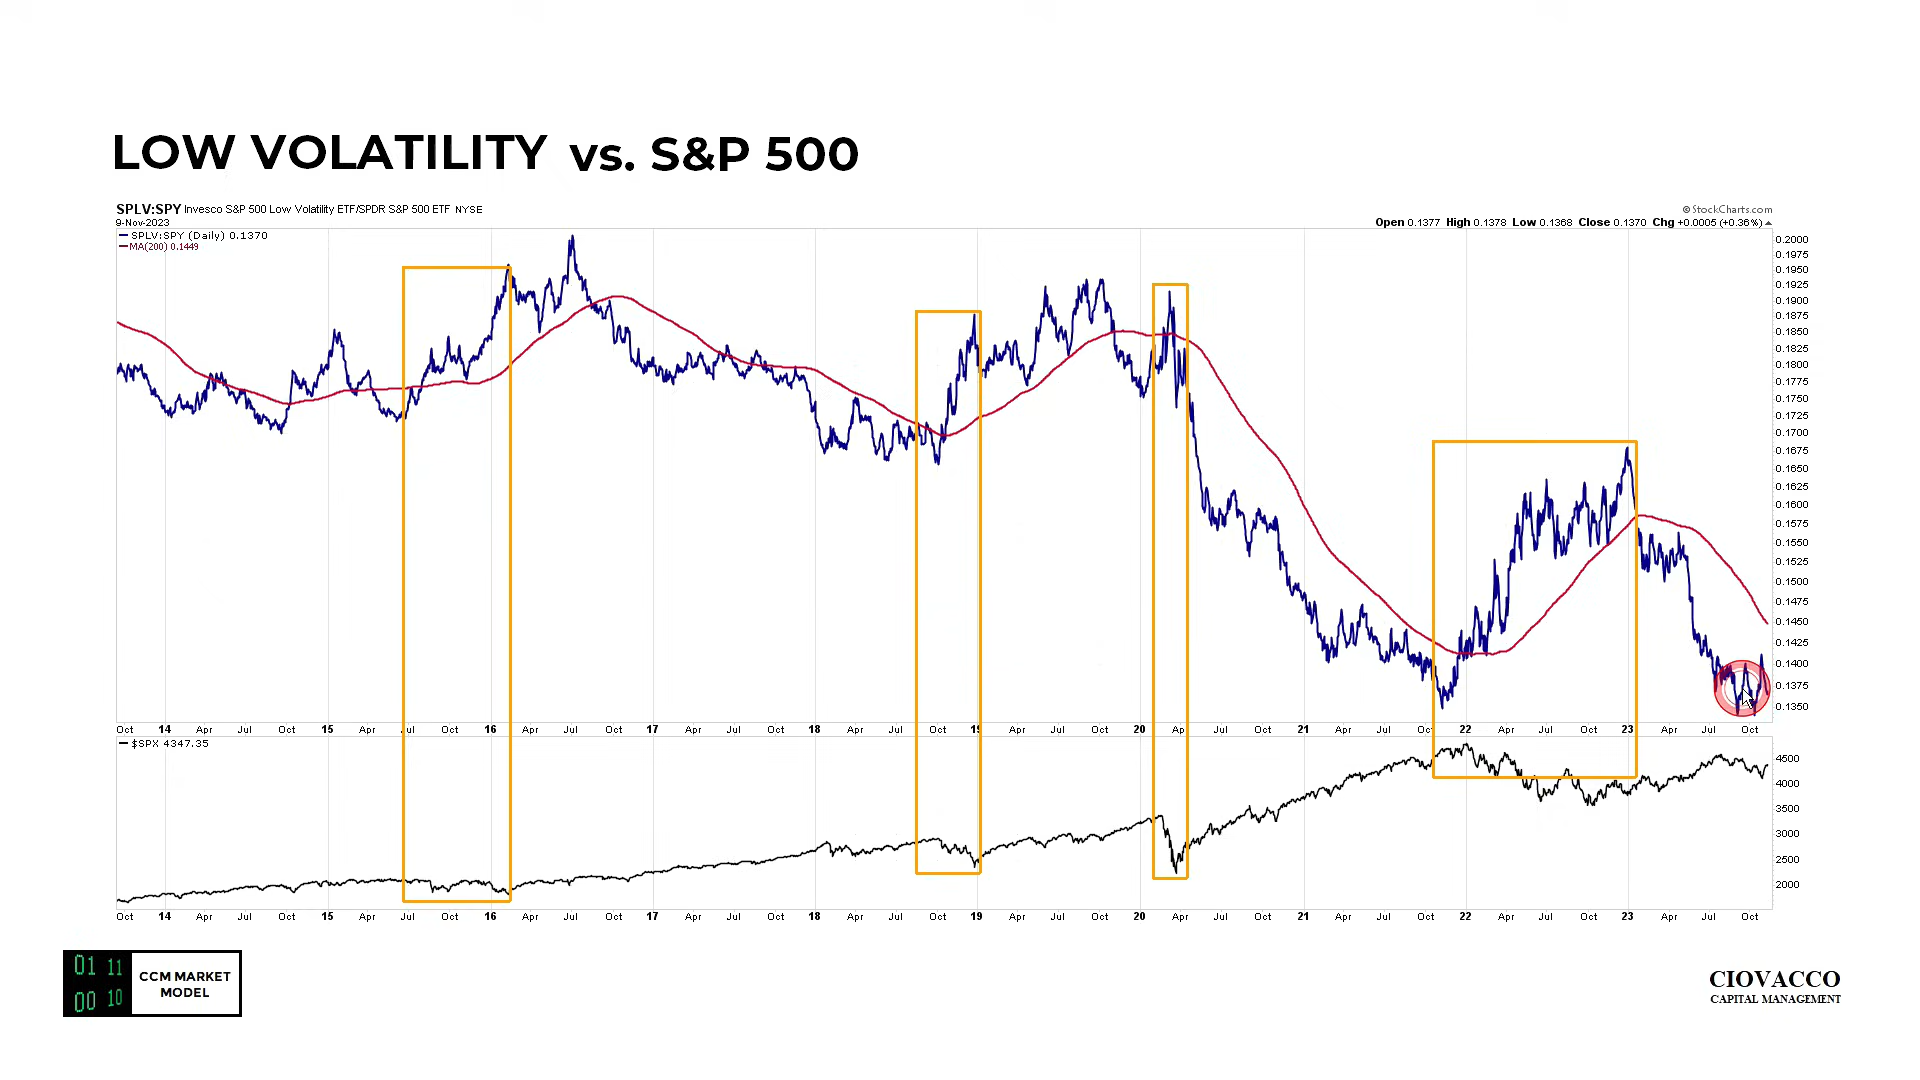 LOW VOLATILITY vs. S&P 500
SPLV:SPY Invesco S&P 500 Low Volatility ETF/SPDR S&P 500 ETF NYSE
© StockCharts.com
9-Nov-2023
Open 0.1377 High 0.1378 Low 0.1368 Close 0.1370 Chg +0.0005 (+0.36%)
SPLV:SPY (Daily) 0.1370
MA(200) 0.1449
0.2000
0.1975
0.1950
0.1925
0.1900
0.1875
0.1850
0.1825
0.1800
0.1775
0.1750
0.1725
0.1700
0.1675
0.1650
0.1625
0.1600
0.1575
0.1550
0.1525
0.1500
0.1475
0.1450
0.1425
0.1400
0.1375
0.1350
Oct 14 Apr Jul Oct 15 Apr Jul Oct 16 Apr Jul Oct 17 Apr Jul Oct 18 Apr Jul Oct 19 Apr Jul Oct 20 Apr Jul Oct 21 Apr Jul Oct 22 Apr Jul Oct 23 Apr Jul Oct
$SPX 4347.35
4500
4000
3500
3000
2500
2000
Oct 14 Apr Jul Oct 15 Apr Jul Oct 16 Apr Jul Oct 17 Apr Jul Oct 18 Apr Jul Oct 19 Apr Jul Oct 20 Apr Jul Oct 21 Apr Jul Oct 22 Apr Jul Oct 23 Apr Jul Oct
01 11
00 10
CCM MARKET
MODEL
CIOVACCO
CAPITAL MANAGEMENT